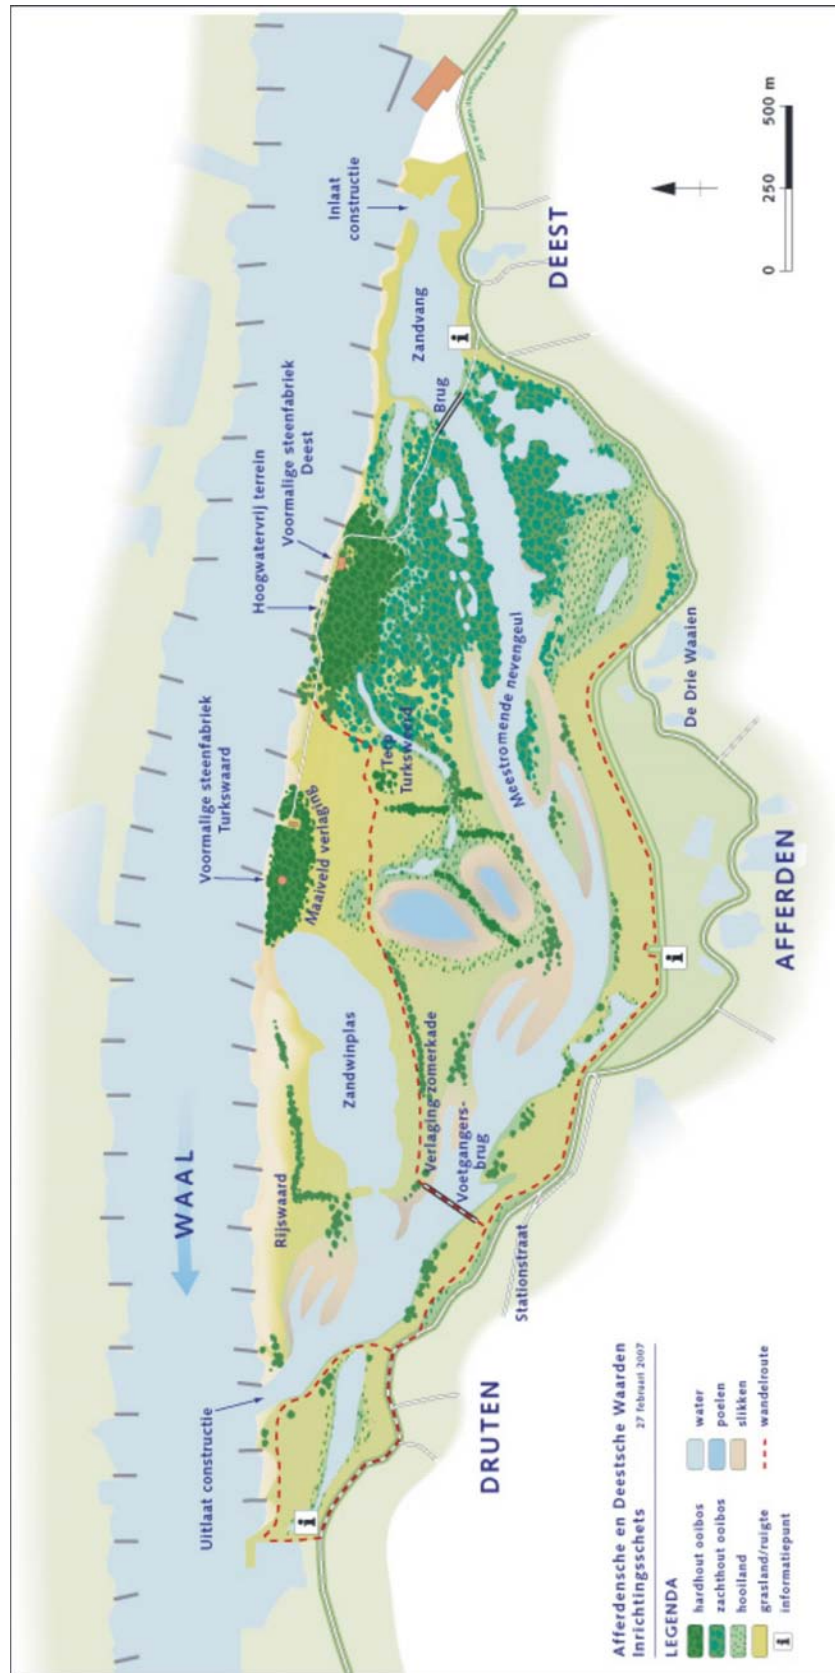 Uitlaat constructie
WAAL
Rijswaard
Zandwinplas
Voormalige steenfabriek
Turkswaard
Maaiveld verlaging
Hoogwatervrij terrein
Voormalige steenfabriek
Deest
Inlaat
constructie
Zandvang
Brug
Turksweerd
Meestromende nevengeul
Verlaging zomerkade
Voetgangers-
brug
Stationstraat
DRUTEN
AFFERDEN
De Drie Waaien
DEEST
i
i
i
0
250
500 m
Afferdensche en Deestsche Waarden
Inrichtingsschets
27 februari 2007
LEGENDA
hardhout ooibos
zachthout ooibos
hooiland
grasland/ruigte
i
informatiepunt
water
poelen
slikken
wandelroute